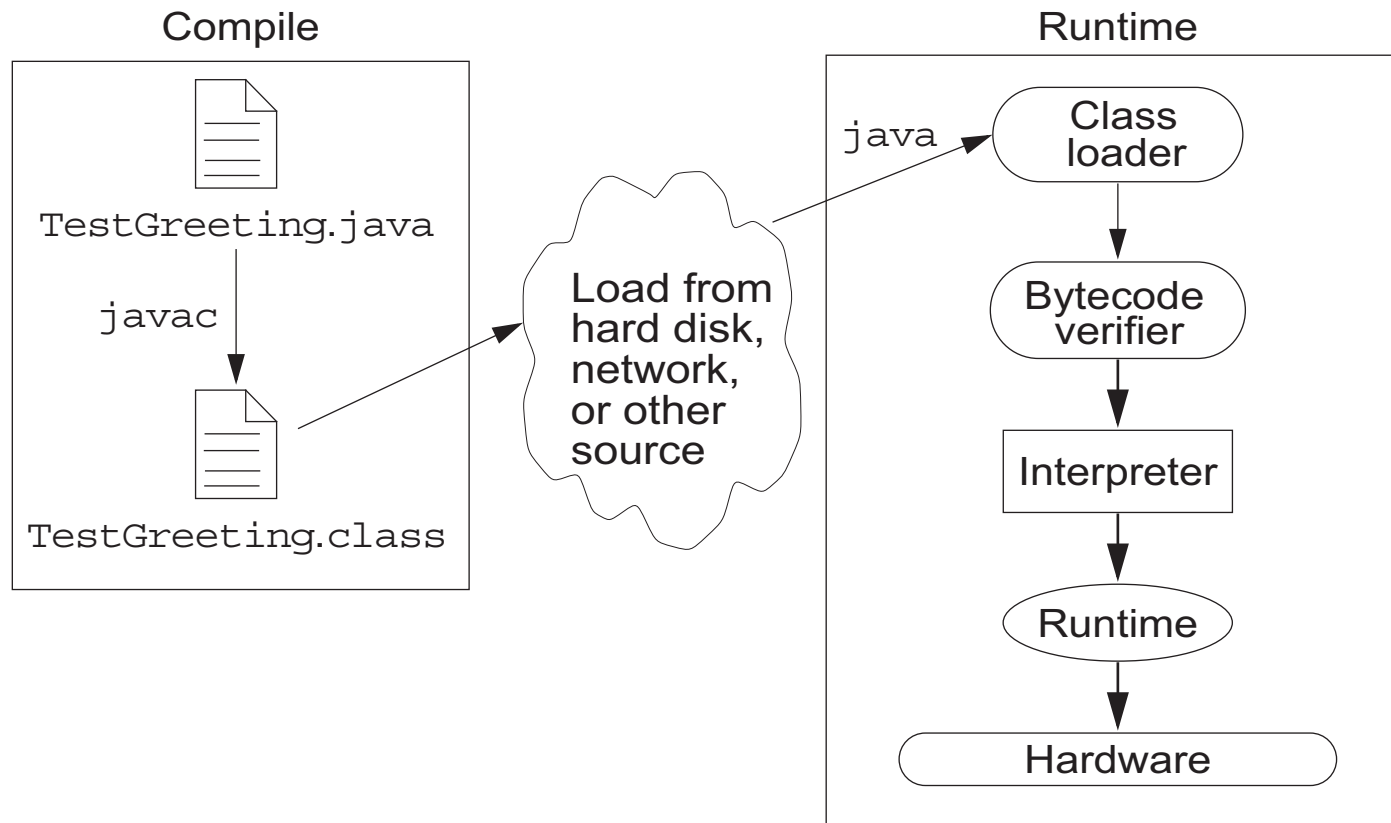 Compile
TestGreeting.java
javac
TestGreeting.class
Load from
hard disk,
network,
or other
source
Runtime
java
Class
loader
Bytecode
verifier
Interpreter
Runtime
Hardware